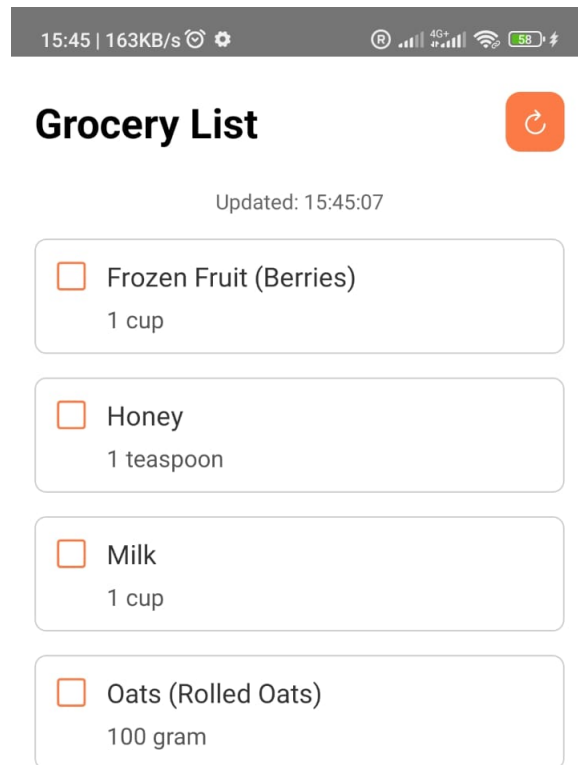 15:45 | 163KB/s
R 4G+ 58
Grocery List
Updated: 15:45:07
Frozen Fruit (Berries)
1 cup
Honey
1 teaspoon
Milk
1 cup
Oats (Rolled Oats)
100 gram